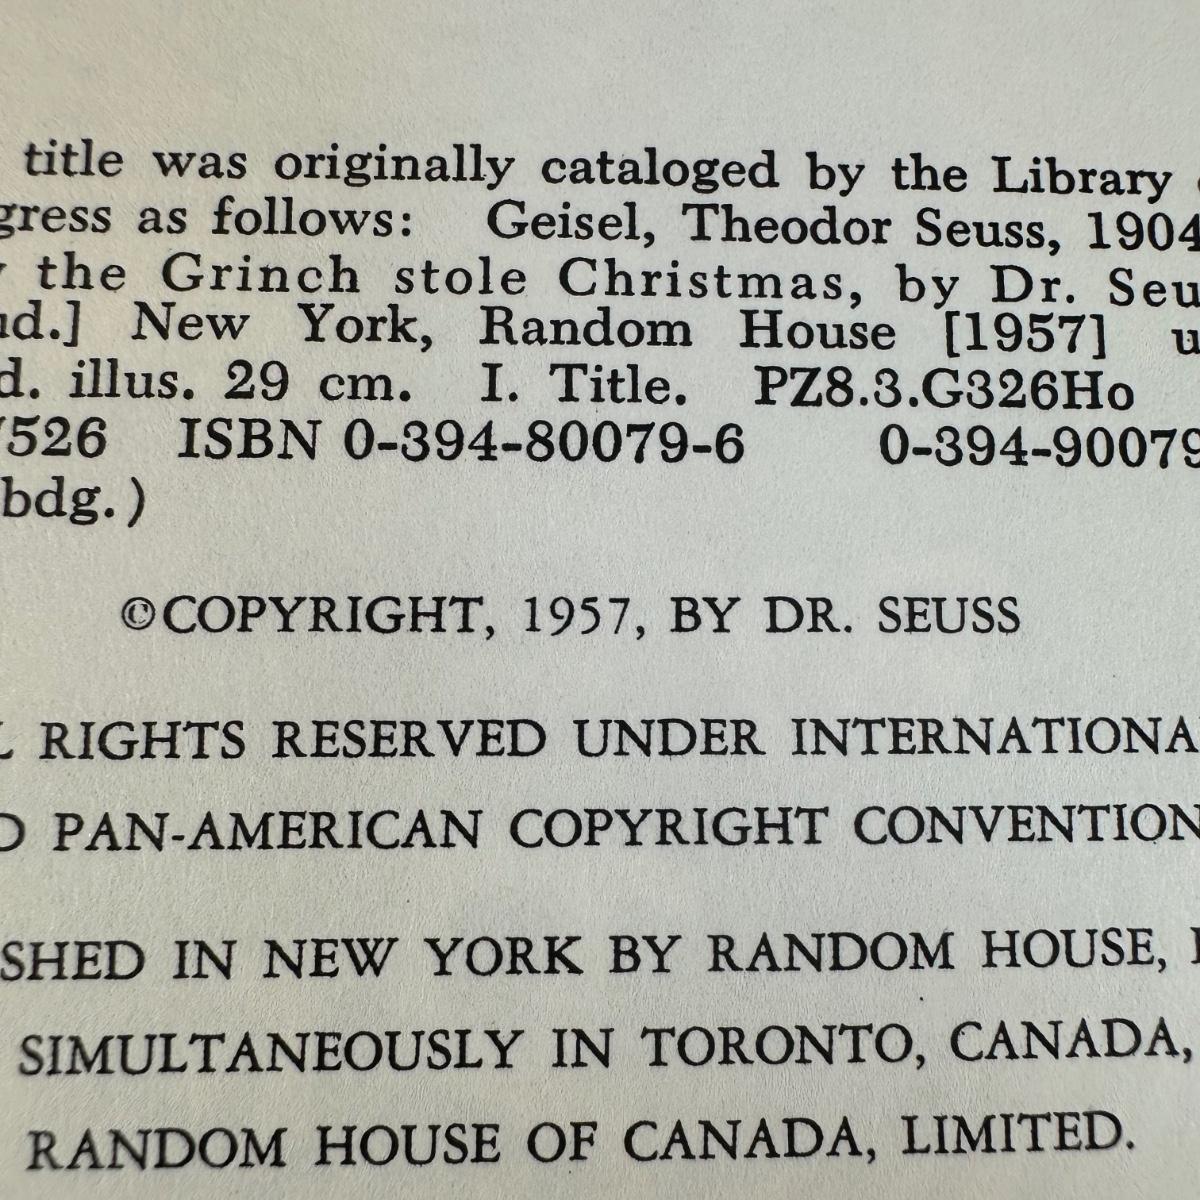 title was originally cataloged by the Library
gress as follows: Geisel, Theodor Seuss, 1904
the Grinch stole Christmas, by Dr. Seu
d.] New York, Random House [1957] u
d. illus. 29 cm. I. Title. PZ8.3.G326Ho
7526 ISBN 0-394-80079-6 0-394-90079
bdg.)
©COPYRIGHT, 1957, BY DR. SEUSS
L RIGHTS RESERVED UNDER INTERNATIONA
D PAN-AMERICAN COPYRIGHT CONVENTION
SHED IN NEW YORK BY RANDOM HOUSE,
SIMULTANEOUSLY IN TORONTO, CANADA,
RANDOM HOUSE OF CANADA, LIMITED.